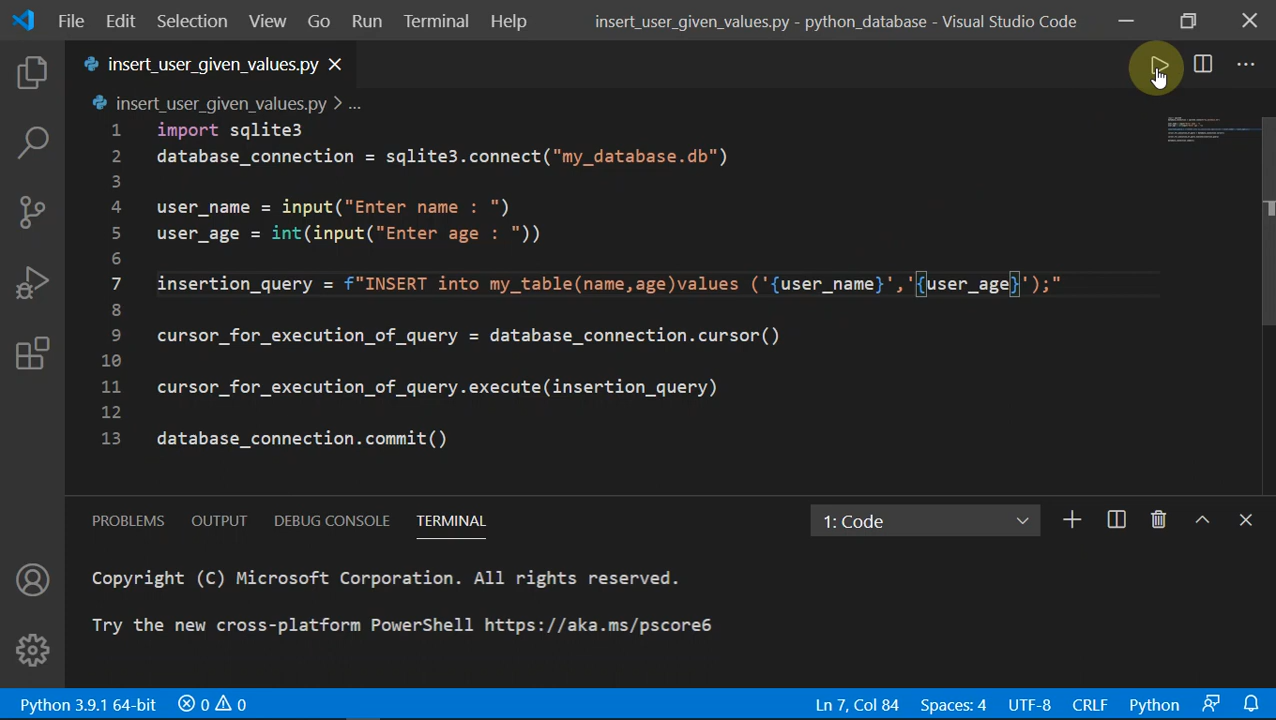 File Edit Selection View Go Run Terminal Help insert_user_given_values.py - python_database - Visual Studio Code
insert_user_given_values.py
insert_user_given_values.py > ...
1 import sqlite3
2 database_connection = sqlite3.connect("my_database.db")
3
4 user_name = input("Enter name : ")
5 user_age = int(input("Enter age : "))
6
7 insertion_query = f"INSERT into my_table(name,age)values ('{user_name}','{user_age}');"
8
9 cursor_for_execution_of_query = database_connection.cursor()
10
11 cursor_for_execution_of_query.execute(insertion_query)
12
13 database_connection.commit()
PROBLEMS OUTPUT DEBUG CONSOLE TERMINAL 1: Code
Copyright (C) Microsoft Corporation. All rights reserved.
Try the new cross-platform PowerShell https://aka.ms/pscore6
Python 3.9.1 64-bit 0 0 Ln 7, Col 84 Spaces: 4 UTF-8 CRLF Python